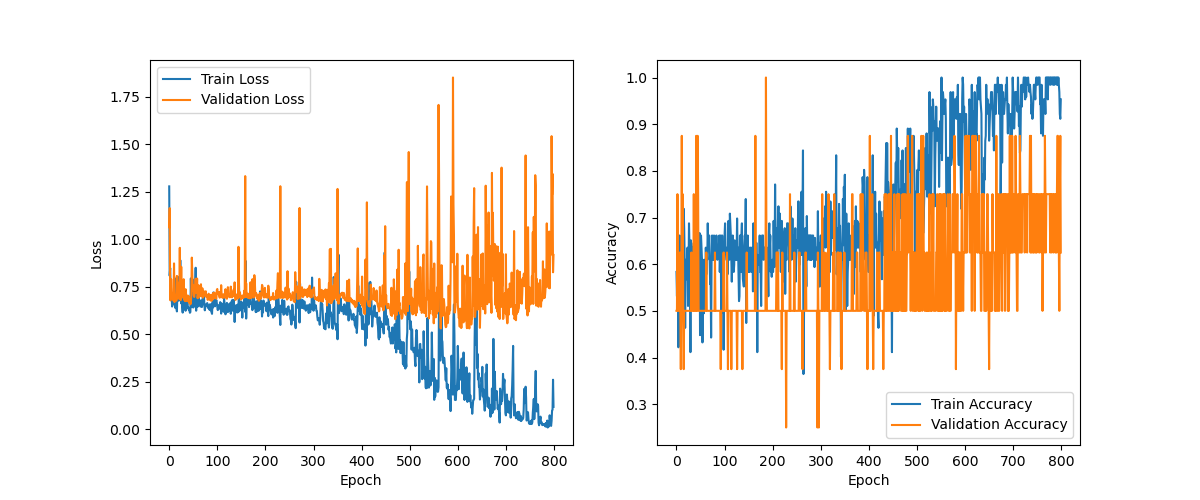 Train Loss
Validation Loss
1.75
1.50
1.25
1.00
0.75
0.50
0.25
0.00
Loss
0 100 200 300 400 500 600 700 800
Epoch
1.0
0.9
0.8
0.7
0.6
0.5
0.4
0.3
Accuracy
Train Accuracy
Validation Accuracy
0 100 200 300 400 500 600 700 800
Epoch